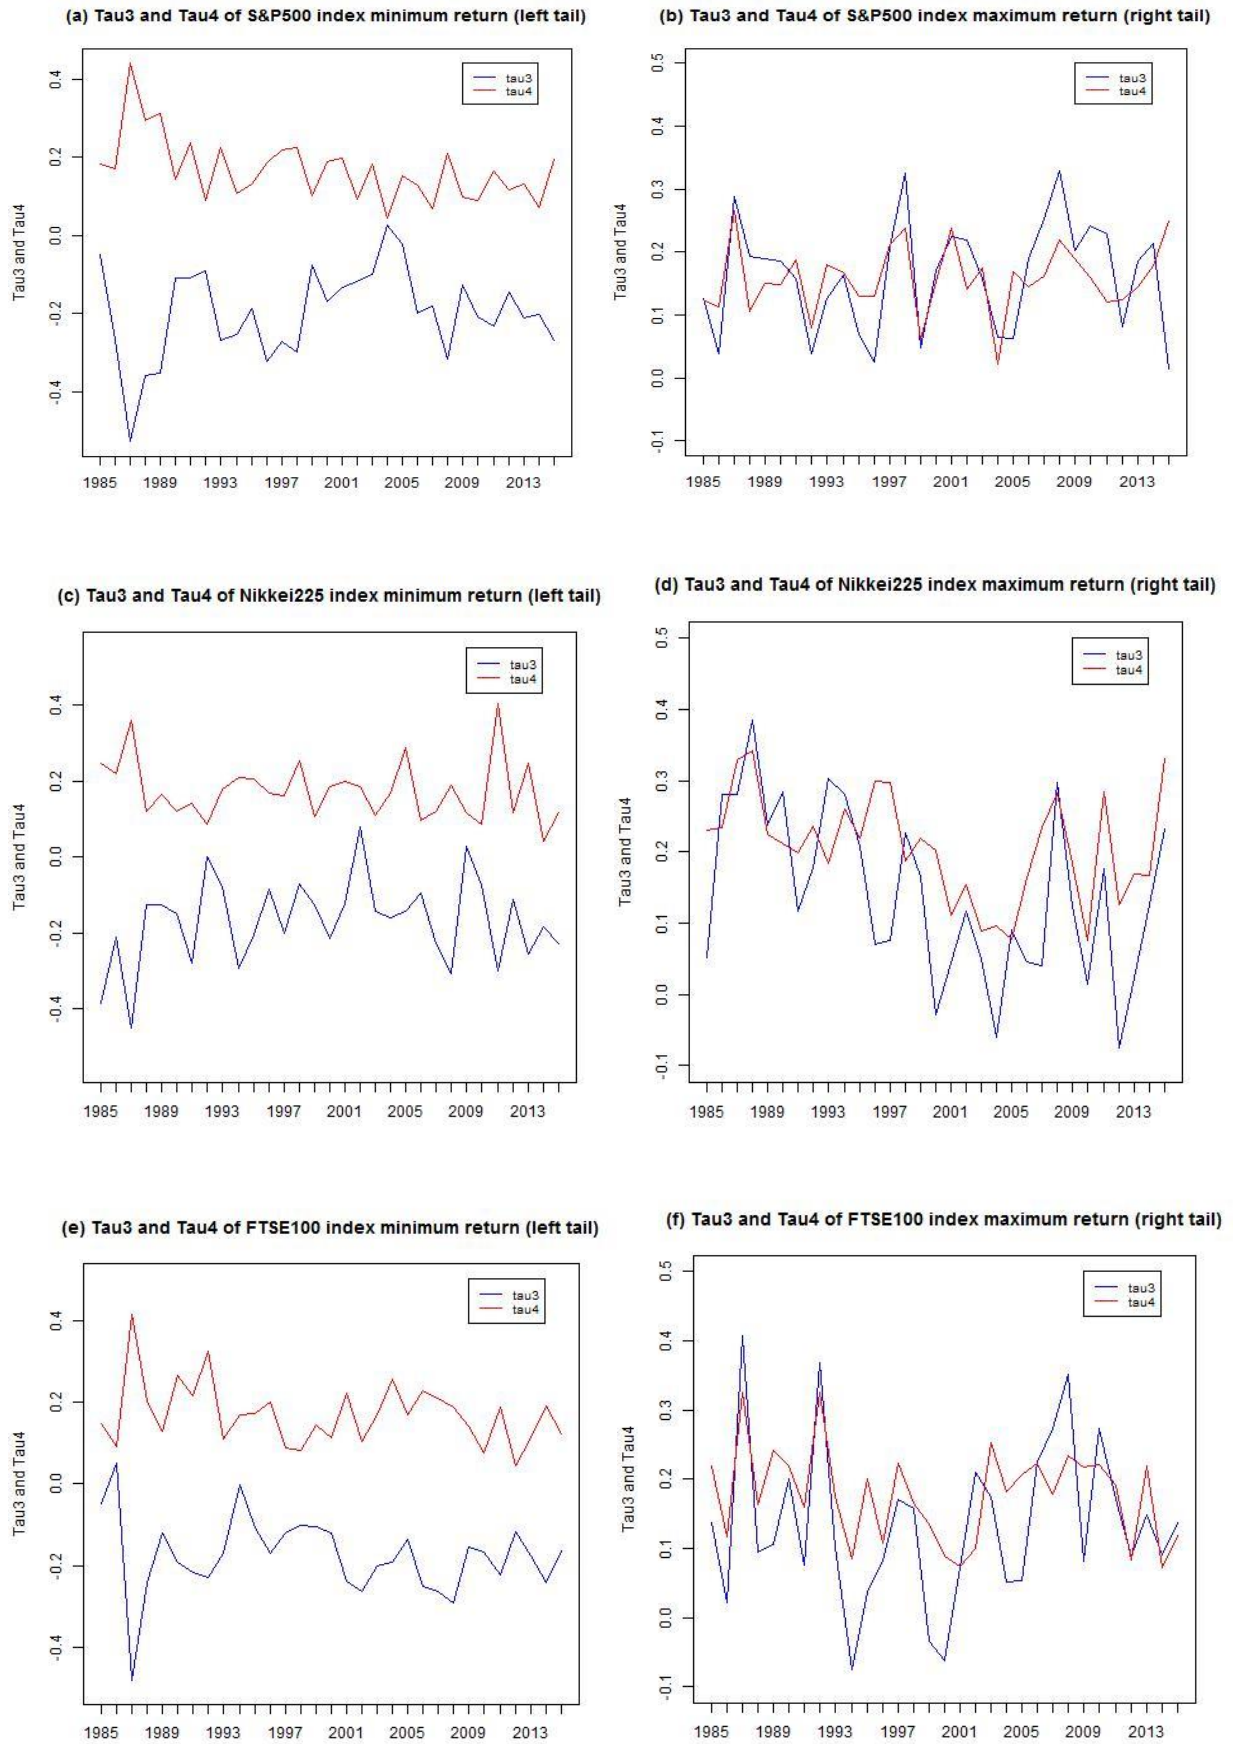 (a) Tau3 and Tau4 of S&P500 index minimum return (left tail)
Tau3 and Tau4
0.4
0.2
0.0
-0.2
-0.4
tau3
tau4
1985 1989 1993 1997 2001 2005 2009 2013
(b) Tau3 and Tau4 of S&P500 index maximum return (right tail)
Tau3 and Tau4
0.5
0.4
0.3
0.2
0.1
0.0
-0.1
tau3
tau4
1985 1989 1993 1997 2001 2005 2009 2013
(c) Tau3 and Tau4 of Nikkei225 index minimum return (left tail)
Tau3 and Tau4
0.4
0.2
0.0
-0.2
-0.4
tau3
tau4
1985 1989 1993 1997 2001 2005 2009 2013
(d) Tau3 and Tau4 of Nikkei225 index maximum return (right tail)
Tau3 and Tau4
0.5
0.4
0.3
0.2
0.1
0.0
-0.1
tau3
tau4
1985 1989 1993 1997 2001 2005 2009 2013
(e) Tau3 and Tau4 of FTSE100 index minimum return (left tail)
Tau3 and Tau4
0.4
0.2
0.0
-0.2
-0.4
tau3
tau4
1985 1989 1993 1997 2001 2005 2009 2013
(f) Tau3 and Tau4 of FTSE100 index maximum return (right tail)
Tau3 and Tau4
0.5
0.4
0.3
0.2
0.1
0.0
-0.1
tau3
tau4
1985 1989 1993 1997 2001 2005 2009 2013